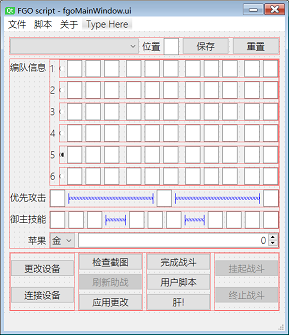 FGO script - fgoMainWindow.ui
文件 脚本 关于 Type Here
位置 保存 重置
编队信息 1
2
3
4
5
6
优先攻击
御主技能
苹果 金 0
更改设备 检查截图 完成战斗 挂起战斗
刷新助战 用户脚本
连接设备 应用更改 肝! 终止战斗